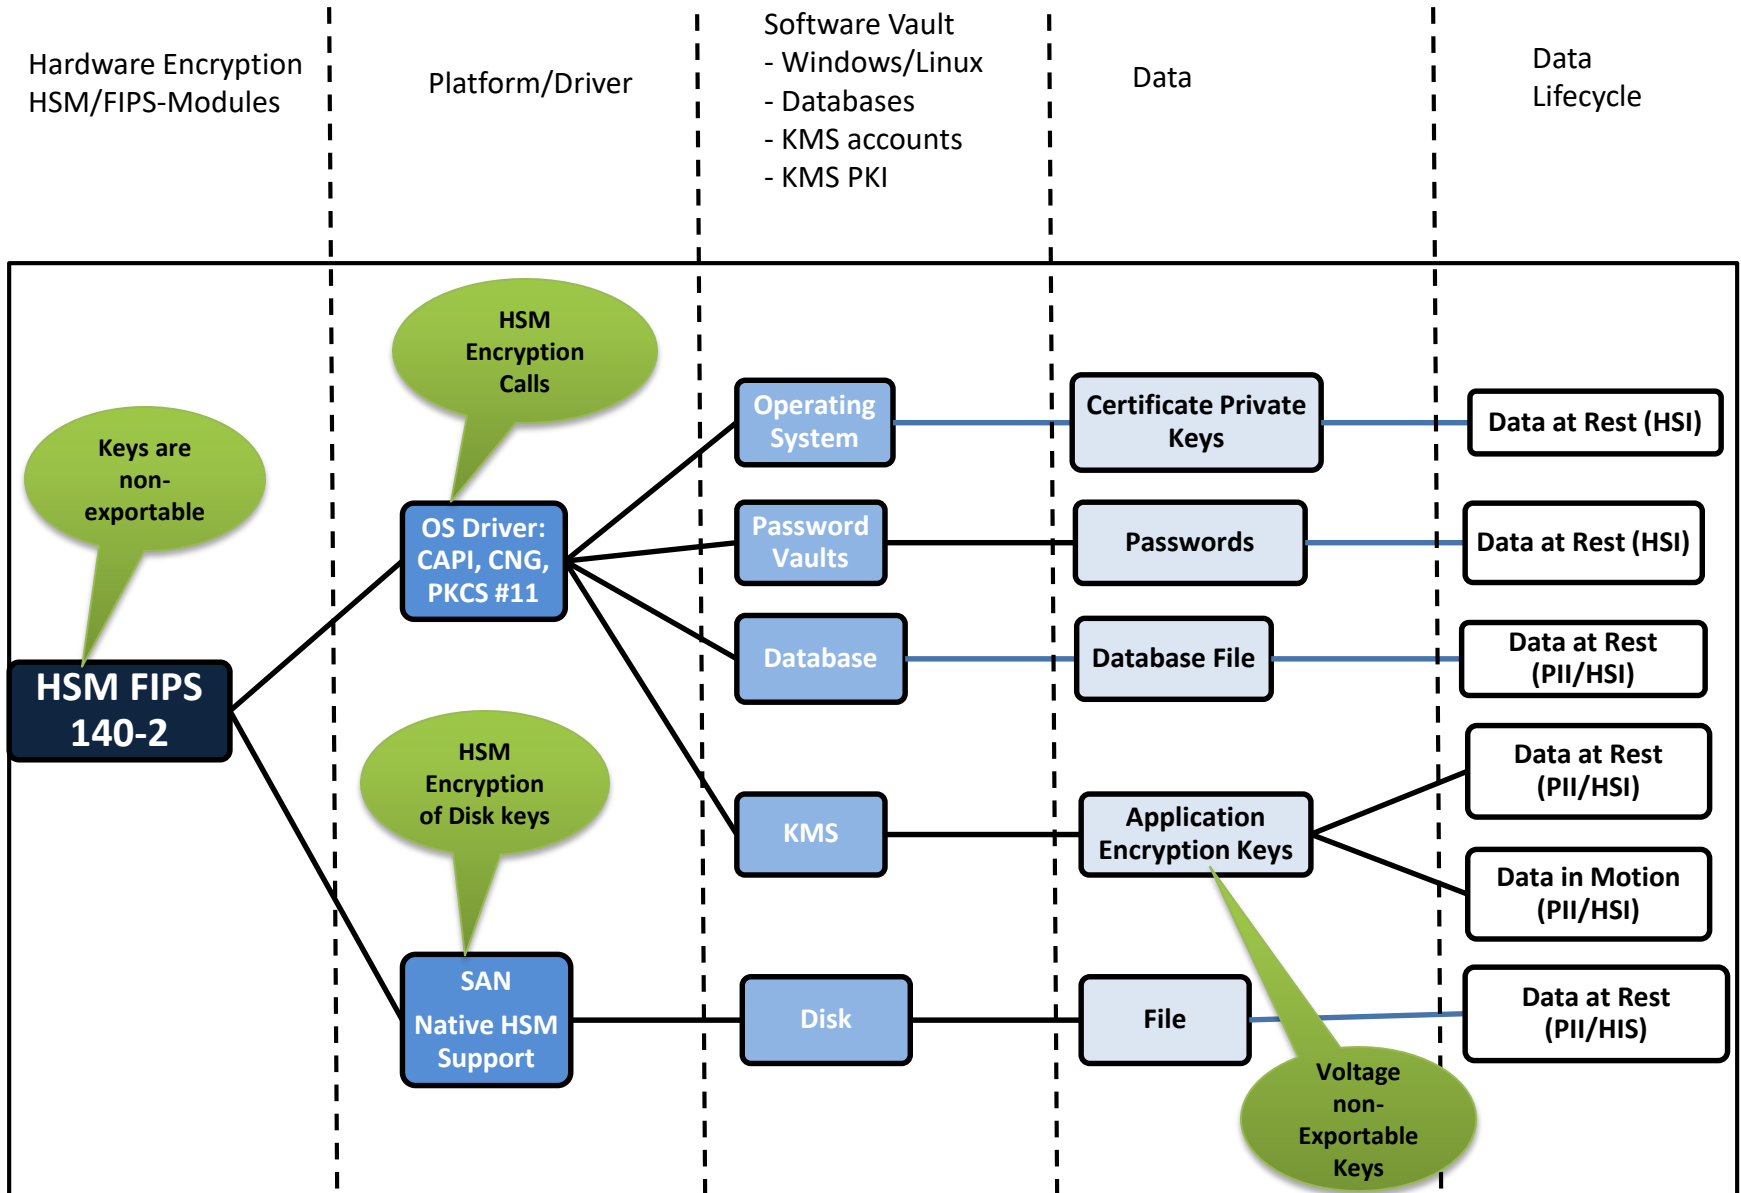 Hardware Encryption
HSM/FIPS-Modules
Platform/Driver
Software Vault
- Windows/Linux
- Databases
- KMS accounts
- KMS PKI
Data
Data
Lifecycle
Keys are
non-
exportable
HSM FIPS
140-2
HSM
Encryption
Calls
OS Driver:
CAPI, CNG,
PKCS #11
HSM
Encryption
of Disk keys
SAN
Native HSM
Support
Operating
System
Certificate Private
Keys
Data at Rest (HSI)
Password
Vaults
Passwords
Data at Rest (HSI)
Database
Database File
Data at Rest
(PII/HSI)
KMS
Application
Encryption Keys
Data at Rest
(PII/HSI)
Data in Motion
(PII/HSI)
Disk
File
Data at Rest
(PII/HIS)
Voltage
non-
Exportable
Keys